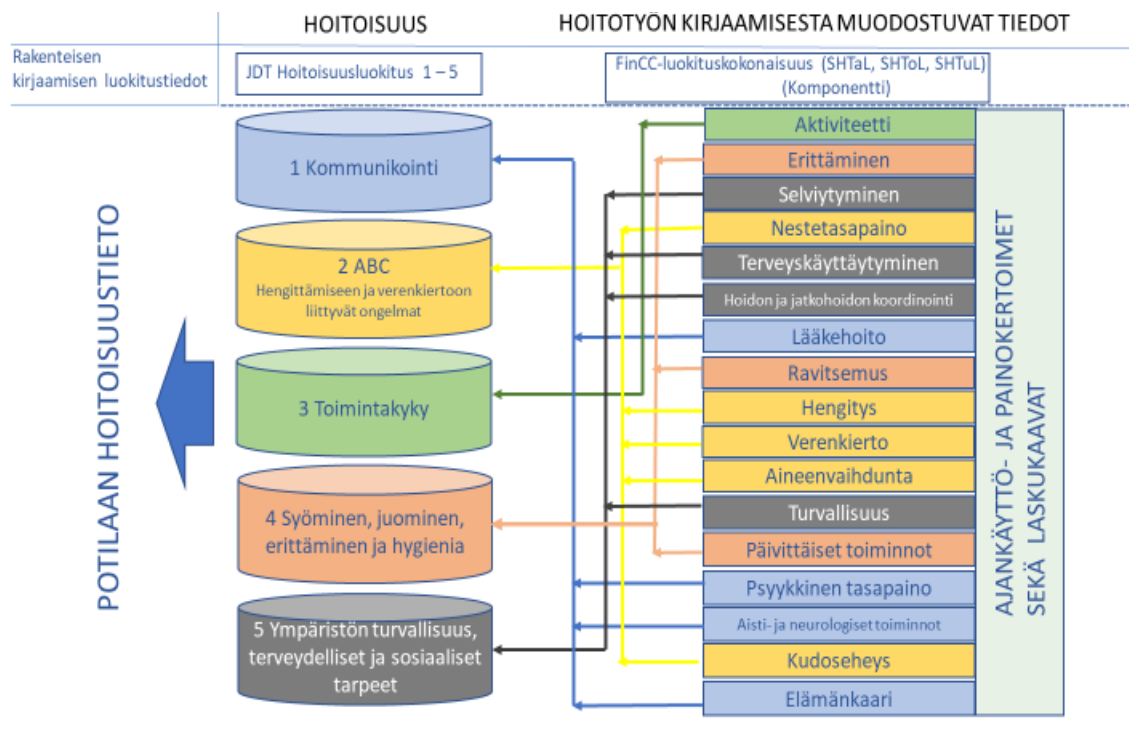 HOITOISUUS
HOITOTYÖN KIRJAAMISESTA MUODOSTUVAT TIEDOT
Rakenteisen
kirjaamisen luokitustiedot
JDT Hoitoisuusluokitus 1 – 5
FinCC-luokituskokonaisuus (SHTaL, SHToL, SHTuL)
(Komponentti)
POTILAAN HOITOISUUSTIETO
1 Kommunikointi
2 ABC
Hengittämiseen ja verenkiertoon
liittyvät ongelmat
3 Toimintakyky
4 Syöminen, juominen,
erittäminen ja hygienia
5 Ympäristön turvallisuus,
terveydelliset ja sosiaaliset
tarpeet
Aktiviteetti
Erittäminen
Selviytyminen
Nestetasapaino
Terveyskäyttäytyminen
Hoidon ja jatkohoidon koordinointi
Lääkehoito
Ravitsemus
Hengitys
Verenkierto
Aineenvaihdunta
Turvallisuus
Päivittäiset toiminnot
Psyykkinen tasapaino
Aisti- ja neurologiset toiminnot
Kudoseheys
Elämänkaari
AJANKÄYTTÖ- JA PAINOKERTOIMET
SEKÄ LASKUKAAVAT